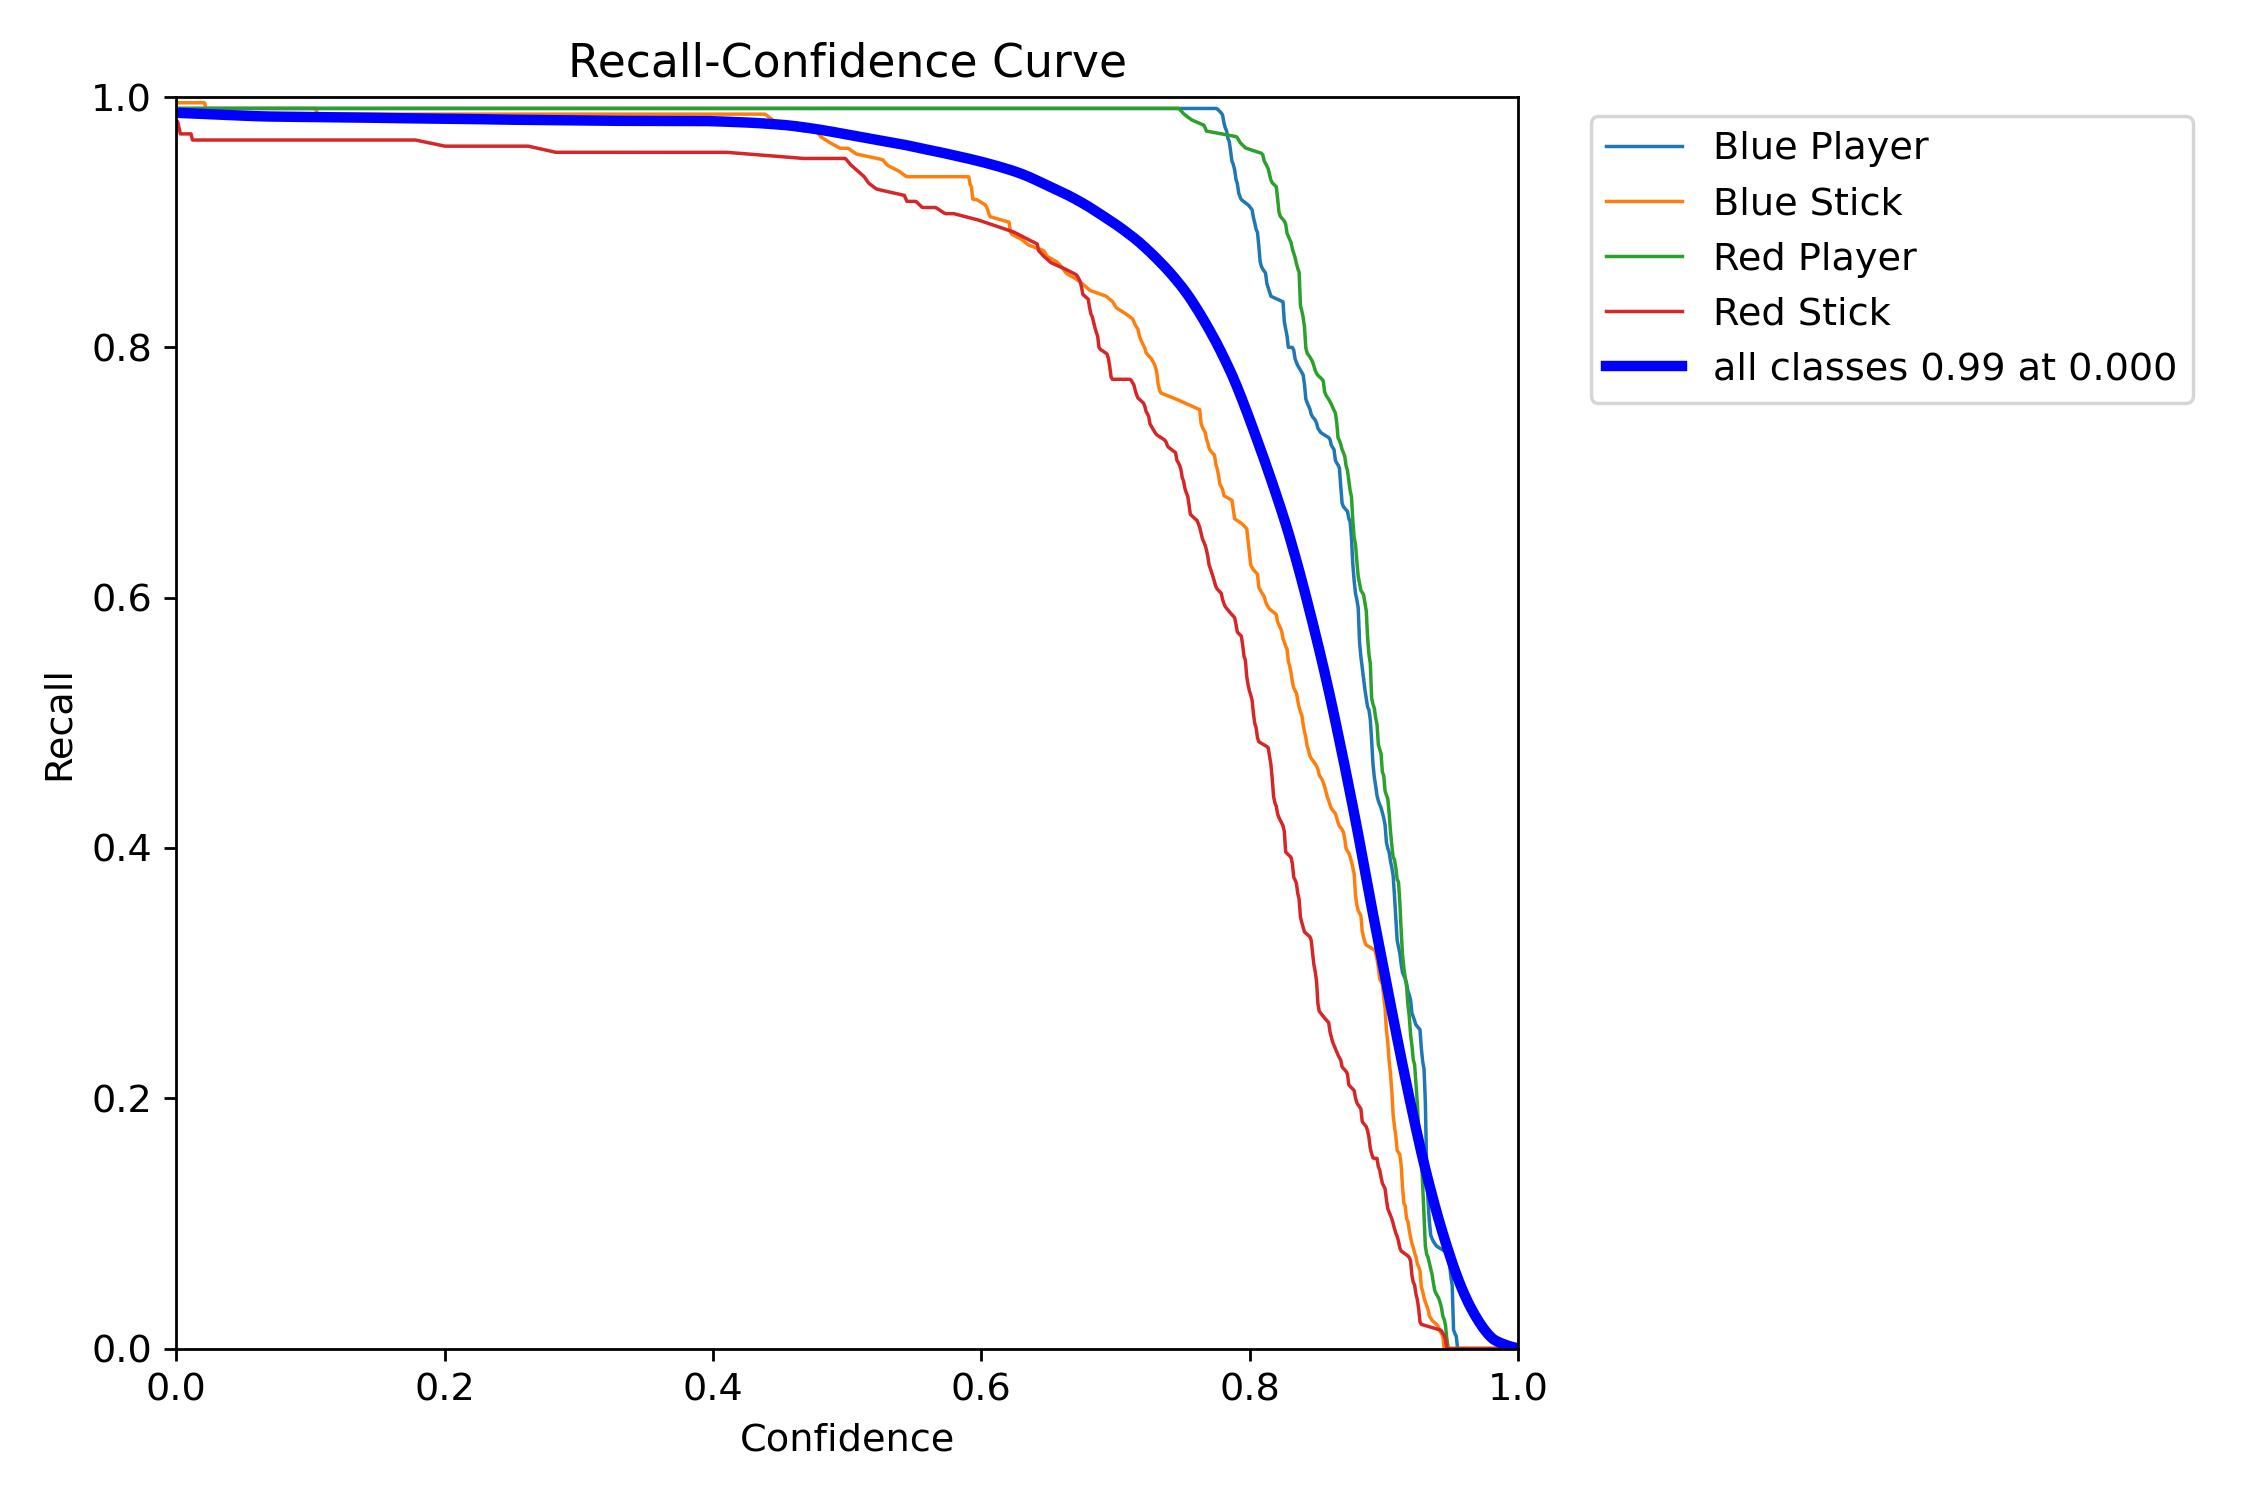 Recall-Confidence Curve
1.0
0.8
0.6
0.4
0.2
0.0
Recall
0.0 0.2 0.4 0.6 0.8 1.0
Confidence
Blue Player
Blue Stick
Red Player
Red Stick
all classes 0.99 at 0.000